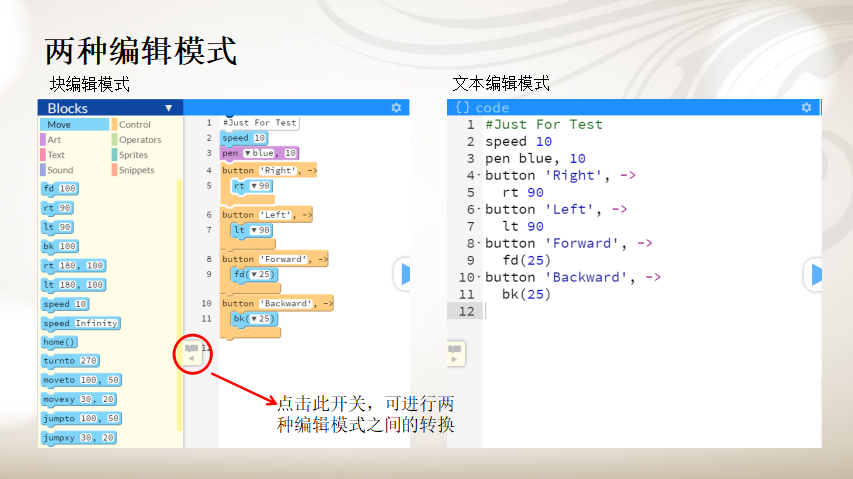 两种编辑模式
块编辑模式
Blocks ▼
Move Control
Art Operators
Text Sprites
Sound Snippets
fd 100
rt 90
lt 90
bk 100
rt 180, 100
lt 180, 100
speed 10
speed Infinity
home()
turnto 270
moveto 100, 50
movexy 30, 20
jumpto 100, 50
jumpxy 30, 20
1 #Just For Test
2 speed 10
3 pen ▼blue, 10
4 button 'Right', ->
5 rt ▼90
6 button 'Left', ->
7 lt ▼90
8 button 'Forward', ->
9 fd(▼25)
10 button 'Backward', ->
11 bk(▼25)
12
点击此开关，可进行两
种编辑模式之间的转换
文本编辑模式
{} code
1 #Just For Test
2 speed 10
3 pen blue, 10
4 button 'Right', ->
5 rt 90
6 button 'Left', ->
7 lt 90
8 button 'Forward', ->
9 fd(25)
10 button 'Backward', ->
11 bk(25)
12